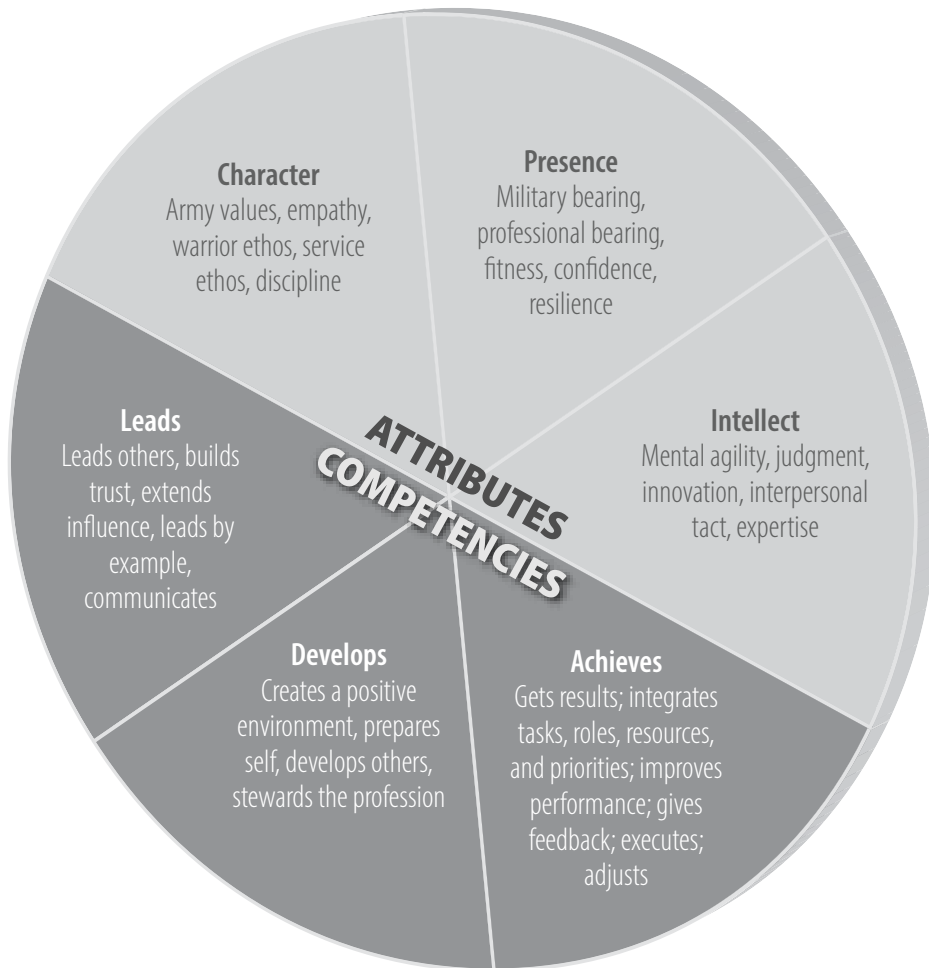 Character
Army values, empathy,
warrior ethos, service
ethos, discipline
Presence
Military bearing,
professional bearing,
fitness, confidence,
resilience
Intellect
Mental agility, judgment,
innovation, interpersonal
tact, expertise
ATTRIBUTES
COMPETENCIES
Leads
Leads others, builds
trust, extends
influence, leads by
example,
communicates
Develops
Creates a positive
environment, prepares
self, develops others,
stewards the profession
Achieves
Gets results; integrates
tasks, roles, resources,
and priorities; improves
performance; gives
feedback; executes;
adjusts